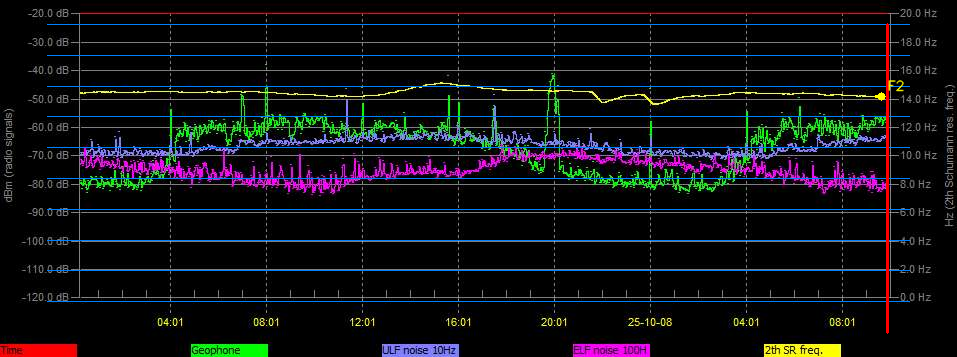 -20.0 dB 20.0 Hz
-30.0 dB 18.0 Hz
-40.0 dB 16.0 Hz
-50.0 dB F2 14.0 Hz
-60.0 dB 12.0 Hz
-70.0 dB 10.0 Hz
-80.0 dB 8.0 Hz
-90.0 dB 6.0 Hz
-100.0 dB 4.0 Hz
-110.0 dB 2.0 Hz
-120.0 dB 0.0 Hz
dBm (radio signals)
Hz (2th Schumann res. freq.)
04:01 08:01 12:01 16:01 20:01 25-10-08 04:01 08:01
Time Geophone ULF noise 10Hz ELF noise 100H 2th SR freq.